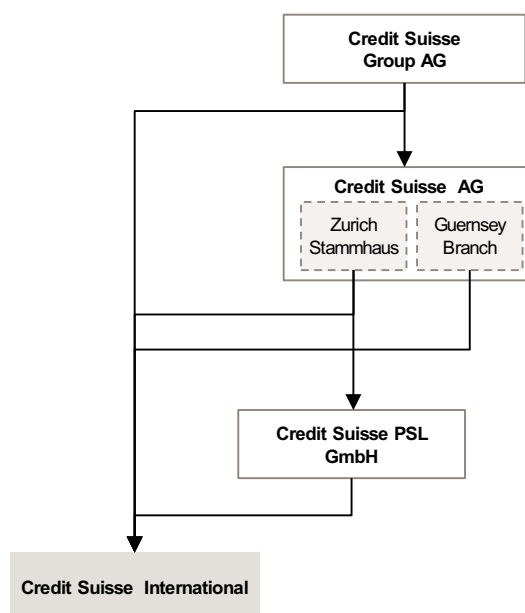 Credit Suisse
Group AG
Credit Suisse AG
Zurich
Stammhaus
Guernsey
Branch
Credit Suisse PSL
GmbH
Credit Suisse International